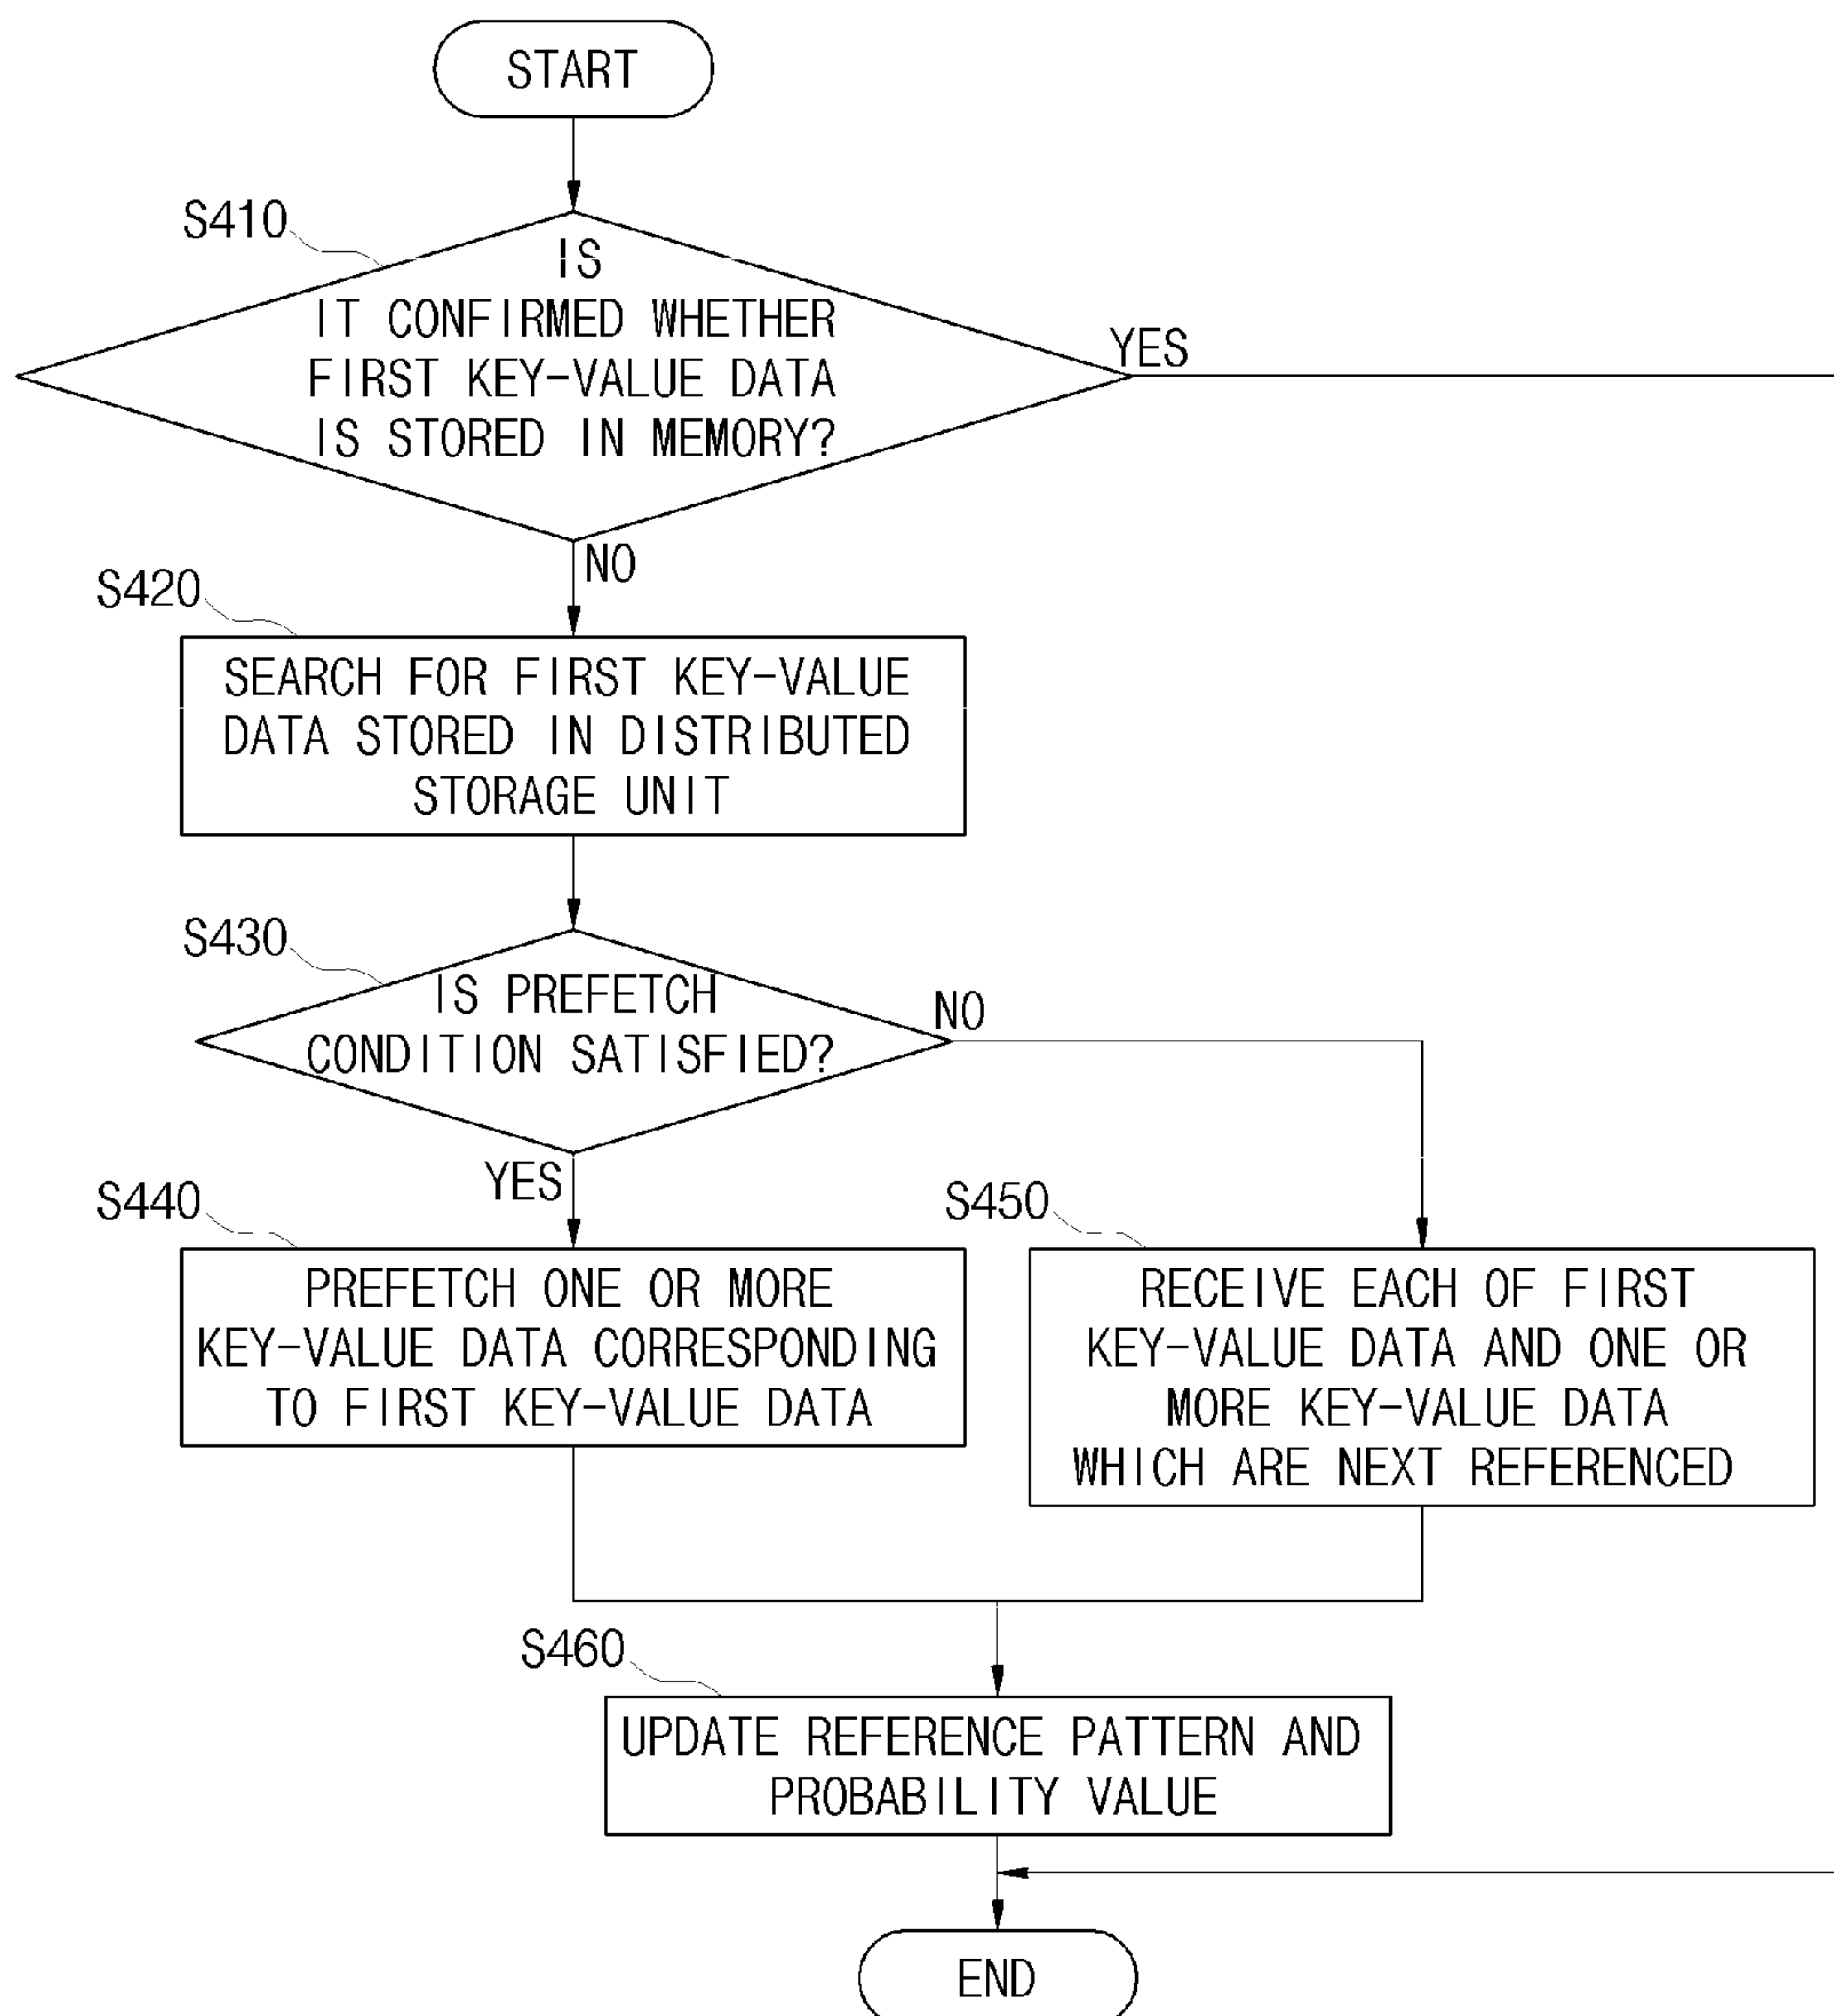 START
S410
IS
IT CONFIRMED WHETHER
FIRST KEY-VALUE DATA
IS STORED IN MEMORY?
YES
NO
S420
SEARCH FOR FIRST KEY-VALUE
DATA STORED IN DISTRIBUTED
STORAGE UNIT
S430
IS PREFETCH
CONDITION SATISFIED?
NO
YES
S440
PREFETCH ONE OR MORE
KEY-VALUE DATA CORRESPONDING
TO FIRST KEY-VALUE DATA
S450
RECEIVE EACH OF FIRST
KEY-VALUE DATA AND ONE OR
MORE KEY-VALUE DATA
WHICH ARE NEXT REFERENCED
S460
UPDATE REFERENCE PATTERN AND
PROBABILITY VALUE
END